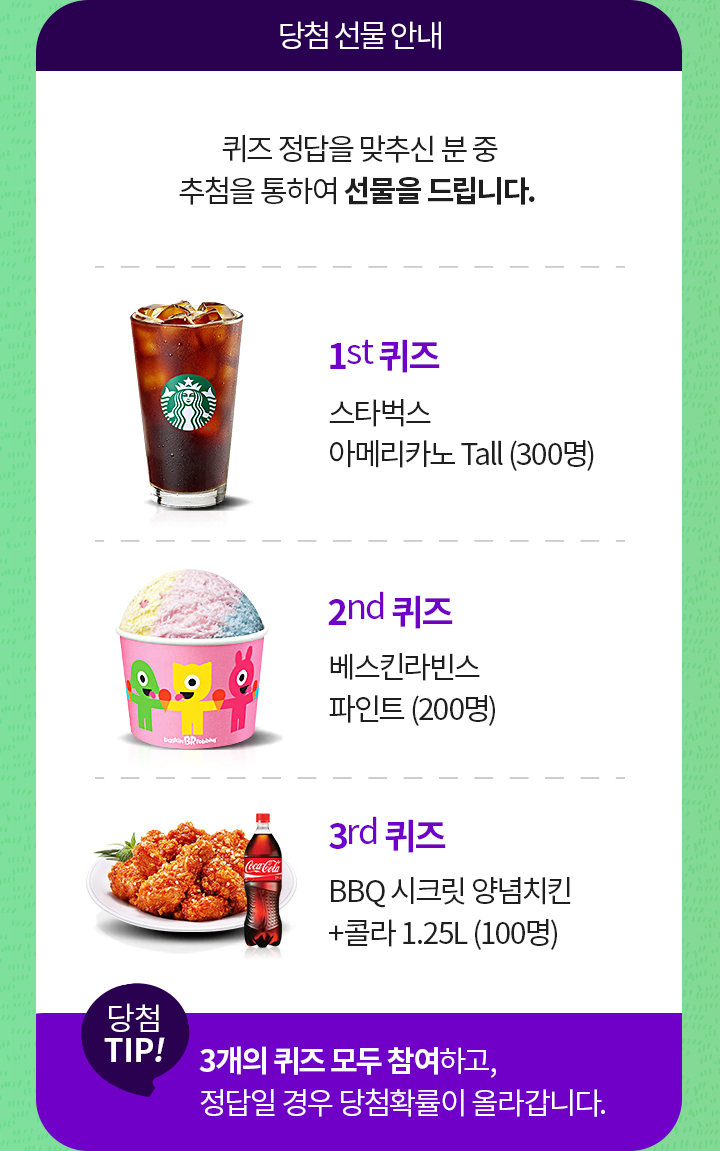 당첨 선물 안내
퀴즈 정답을 맞추신 분 중
추첨을 통하여 선물을 드립니다.
1st 퀴즈
스타벅스
아메리카노 Tall (300명)
2nd 퀴즈
베스킨라빈스
파인트 (200명)
Baskin BR robbins
3rd 퀴즈
BBQ 시크릿 양념치킨
+콜라 1.25L (100명)
Coca-Cola
당첨
TIP!
3개의 퀴즈 모두 참여하고,
정답일 경우 당첨확률이 올라갑니다.